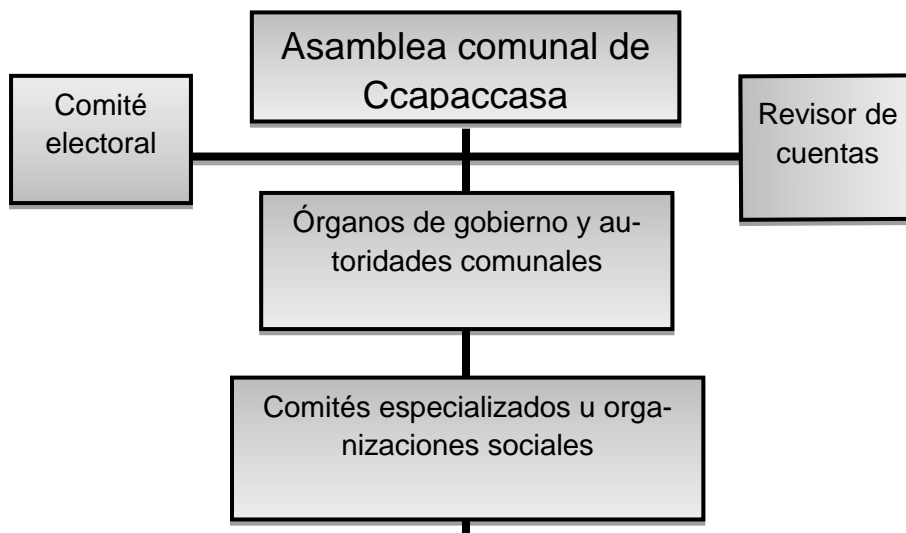 Asamblea comunal de
Ccapaccasa
Comité
electoral
Revisor de
cuentas
Órganos de gobierno y au-
toridades comunales
Comités especializados u orga-
nizaciones sociales